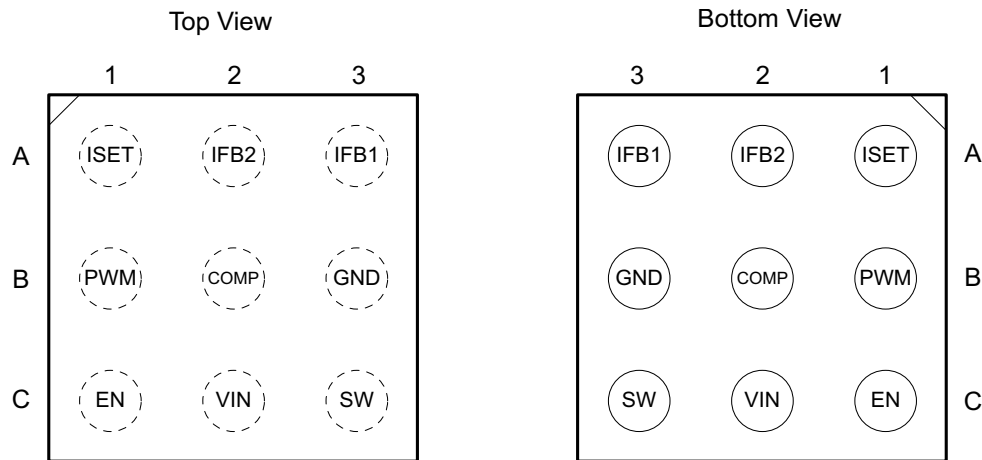 Top View
1 2 3
A ISET IFB2 IFB1
B PWM COMP GND
C EN VIN SW
Bottom View
3 2 1
IFB1 IFB2 ISET A
GND COMP PWM B
SW VIN EN C